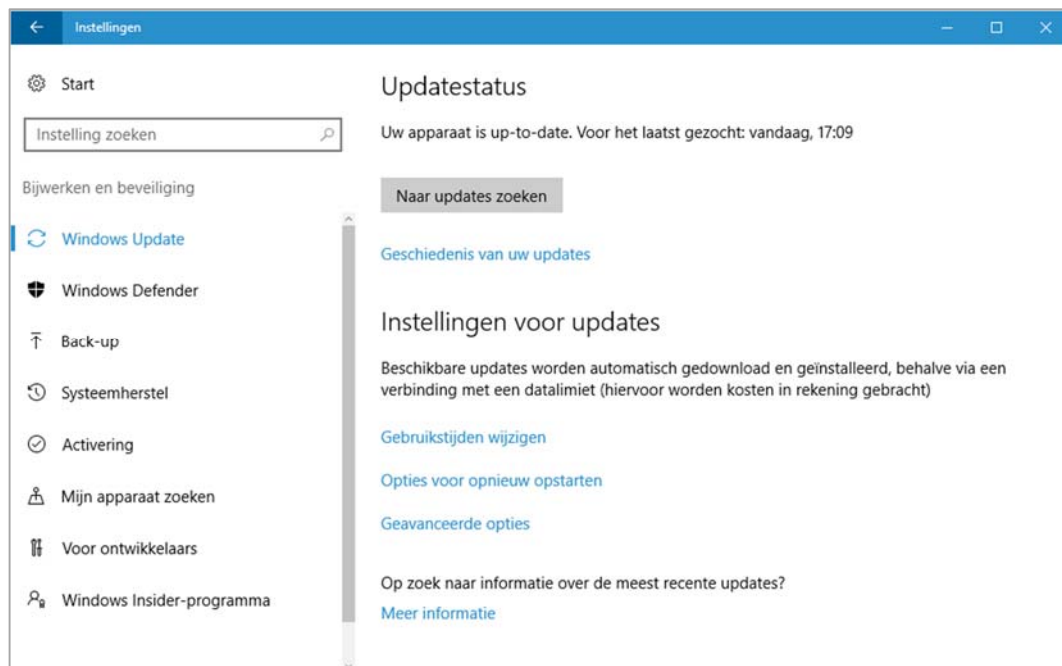 Instellingen
Start
Instelling zoeken
Bijwerken en beveiliging
Windows Update
Windows Defender
Back-up
Systeemherstel
Activering
Mijn apparaat zoeken
Voor ontwikkelaars
Windows Insider-programma
Updatestatus
Uw apparaat is up-to-date. Voor het laatst gezocht: vandaag, 17:09
Naar updates zoeken
Geschiedenis van uw updates
Instellingen voor updates
Beschikbare updates worden automatisch gedownload en geïnstalleerd, behalve via een
verbinding met een datalimiet (hiervoor worden kosten in rekening gebracht)
Gebruikstijden wijzigen
Opties voor opnieuw opstarten
Geavanceerde opties
Op zoek naar informatie over de meest recente updates?
Meer informatie